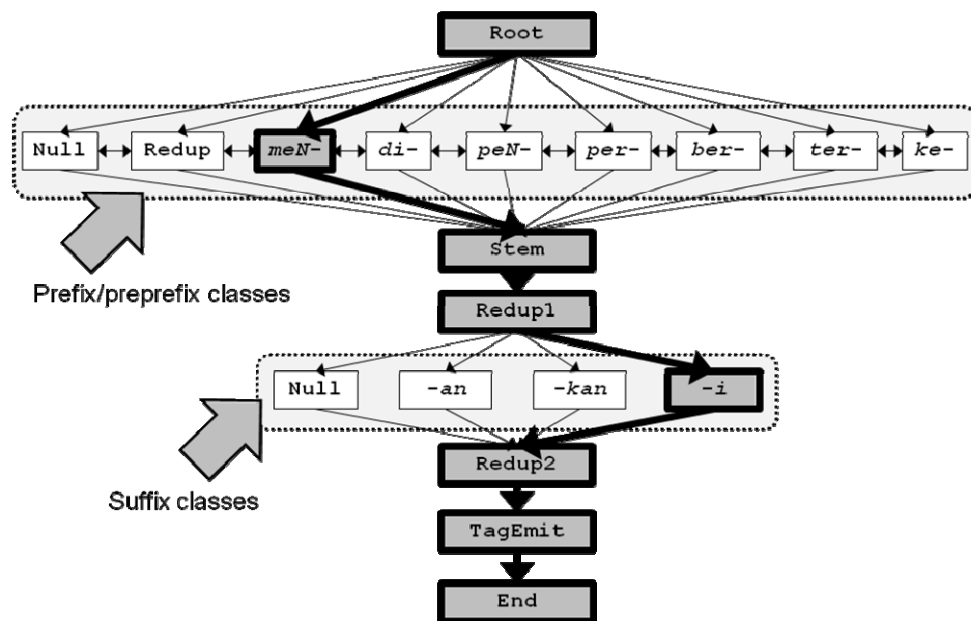 Root
Null Redup meN- di- peN- per- ber- ter- ke-
Stem
Prefix/preprefix classes
Redup1
Null -an -kan -i
Redup2
Suffix classes
TagEmit
End